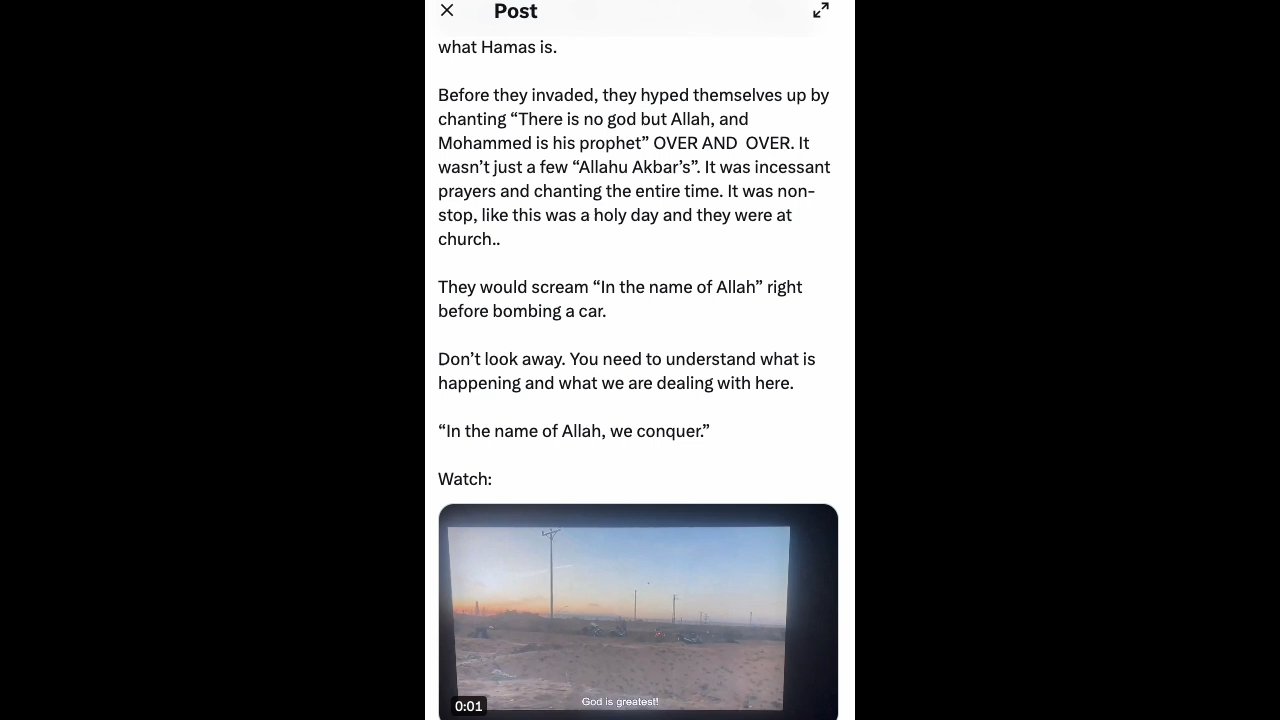 Post
what Hamas is.
Before they invaded, they hyped themselves up by
chanting “There is no god but Allah, and
Mohammed is his prophet” OVER AND  OVER. It
wasn’t just a few “Allahu Akbar’s”. It was incessant
prayers and chanting the entire time. It was non-
stop, like this was a holy day and they were at
church..
They would scream “In the name of Allah” right
before bombing a car.
Don’t look away. You need to understand what is
happening and what we are dealing with here.
“In the name of Allah, we conquer.”
Watch:
God is greatest!
0:01